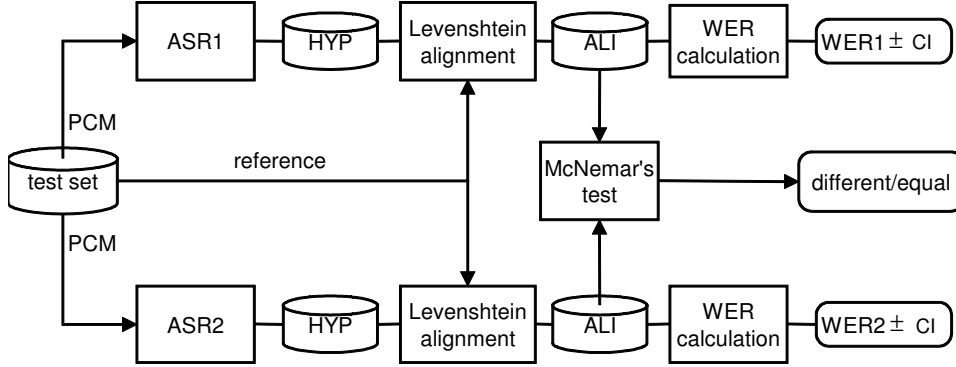 ASR1
HYP
Levenshtein
alignment
ALI
WER
calculation
WER1 ± CI
PCM
reference
test set
McNemar's
test
different/equal
PCM
ASR2
HYP
Levenshtein
alignment
ALI
WER
calculation
WER2 ± CI